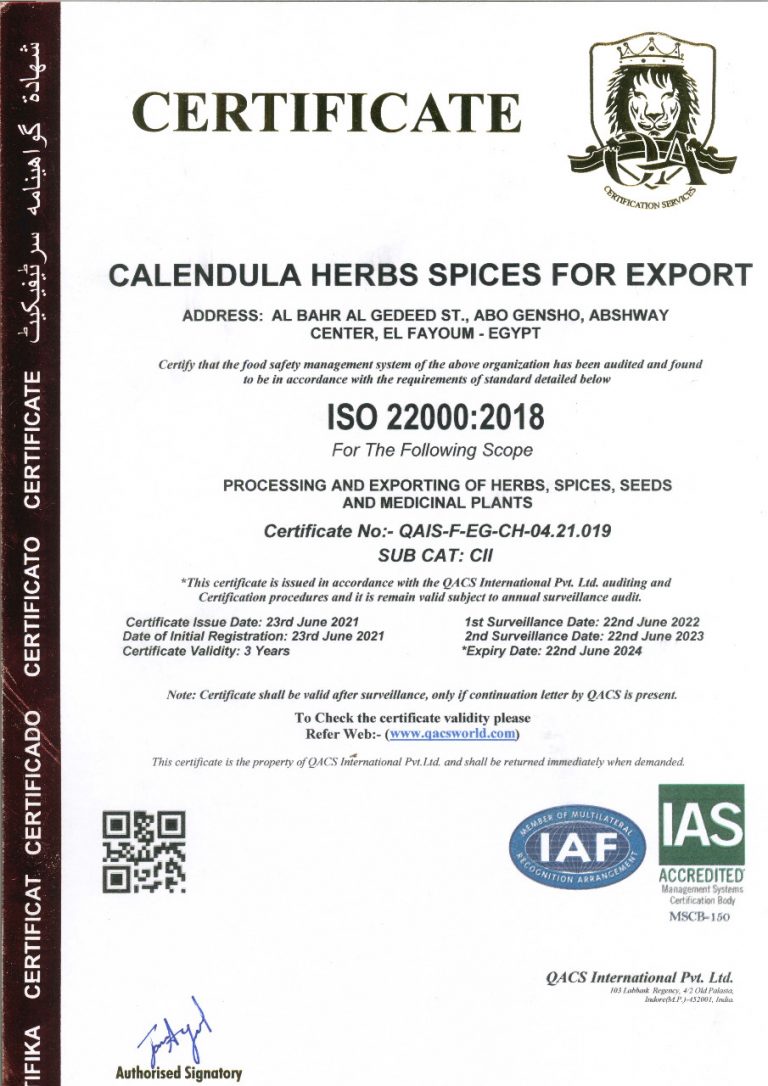 CERTIFICATE
QA
CERTIFICATION SERVICES
CALENDULA HERBS SPICES FOR EXPORT
ADDRESS: AL BAHR AL GEDEED ST., ABO GENSHO, ABSHWAY
CENTER, EL FAYOUM - EGYPT
Certify that the food safety management system of the above organization has been audited and found
to be in accordance with the requirements of standard detailed below
ISO 22000:2018
For The Following Scope
PROCESSING AND EXPORTING OF HERBS, SPICES, SEEDS
AND MEDICINAL PLANTS
Certificate No:- QAIS-F-EG-CH-04.21.019
SUB CAT: CII
*This certificate is issued in accordance with the QACS International Pvt. Ltd. auditing and
Certification procedures and it is remain valid subject to annual surveillance audit.
Certificate Issue Date: 23rd June 2021
Date of Initial Registration: 23rd June 2021
Certificate Validity: 3 Years
1st Surveillance Date: 22nd June 2022
2nd Surveillance Date: 22nd June 2023
*Expiry Date: 22nd June 2024
Note: Certificate shall be valid after surveillance, only if continuation letter by QACS is present.
To Check the certificate validity please
Refer Web:- (www.qacsworld.com)
This certificate is the property of QACS International Pvt.Ltd. and shall be returned immediately when demanded.
MEMBER OF MULTILATERAL
IAF
RECOGNITION ARRANGEMENT
IAS
ACCREDITED
Management Systems
Certification Body
MSCB-150
QACS International Pvt. Ltd.
103 Labhank Regency, 4/2 Old Palasia,
Indore(M.P.)-452001, India.
Authorised Signatory
TIFIKA CERTIFICAT CERTIFICADO CERTIFICATO CERTIFICATE سرٹیفیکیٹ گواهینامه شهادة